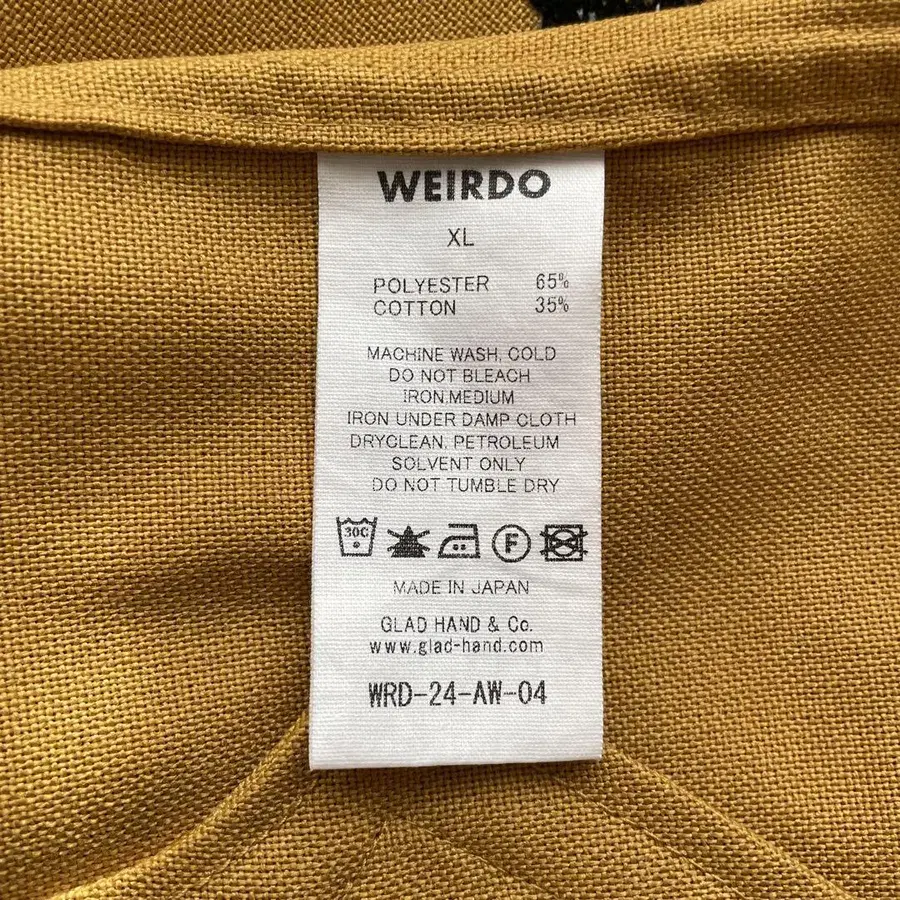 WEIRDO
XL
POLYESTER 65%
COTTON 35%
MACHINE WASH, COLD
DO NOT BLEACH
IRON,MEDIUM
IRON UNDER DAMP CLOTH
DRYCLEAN, PETROLEUM
SOLVENT ONLY
DO NOT TUMBLE DRY
30C F
MADE IN JAPAN
GLAD HAND & Co.
www.glad-hand.com
WRD-24-AW-04